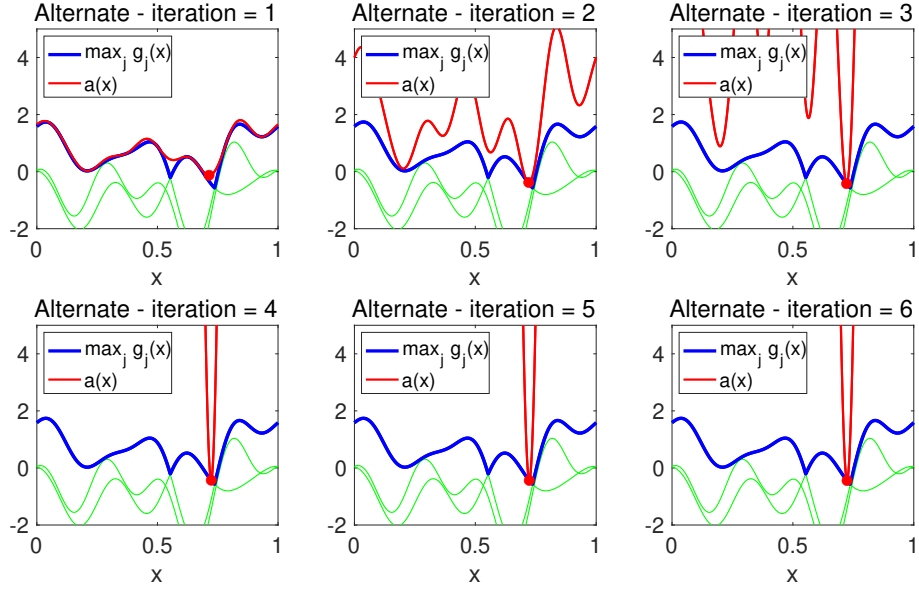 Alternate - iteration = 1
max_j g_j(x)
a(x)
4
2
0
-2
0
0.5
1
x
Alternate - iteration = 2
max_j g_j(x)
a(x)
4
2
0
-2
0
0.5
1
x
Alternate - iteration = 3
max_j g_j(x)
a(x)
4
2
0
-2
0
0.5
1
x
Alternate - iteration = 4
max_j g_j(x)
a(x)
4
2
0
-2
0
0.5
1
x
Alternate - iteration = 5
max_j g_j(x)
a(x)
4
2
0
-2
0
0.5
1
x
Alternate - iteration = 6
max_j g_j(x)
a(x)
4
2
0
-2
0
0.5
1
x